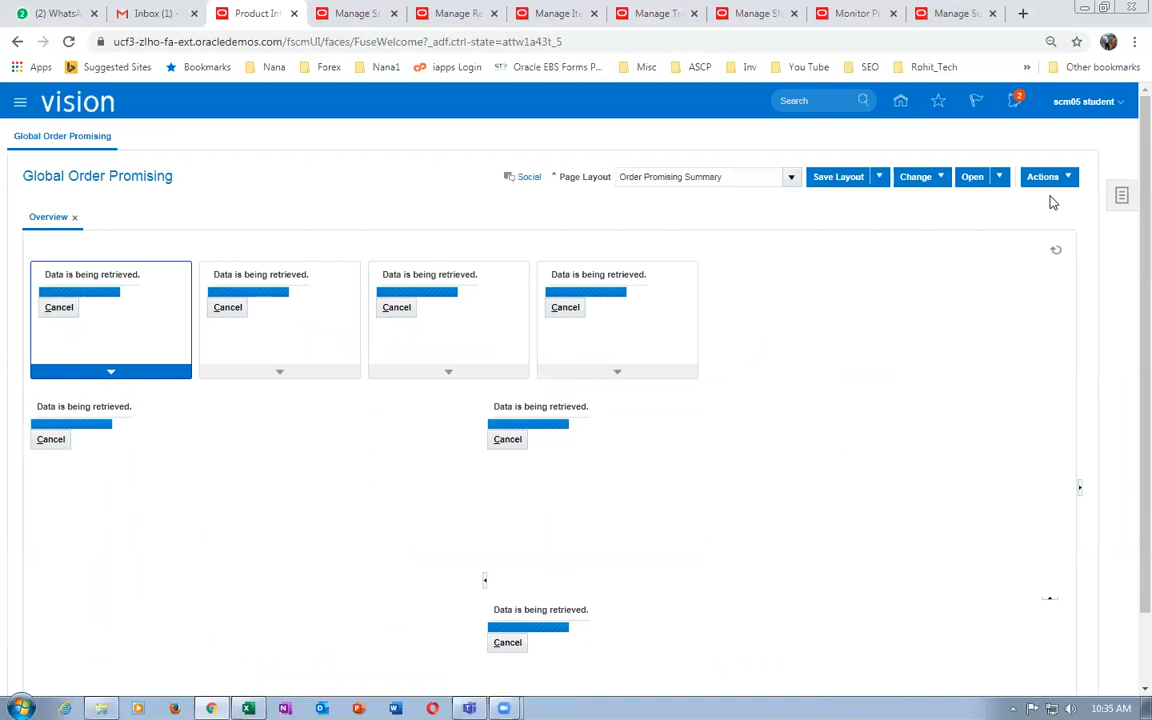 (2) WhatsA
Inbox (1) -
Product In
Manage S
Manage Re
Manage Ite
Manage Tr
Manage Sh
Monitor P
Manage Su
ucf3-zlho-fa-ext.oracledemos.com/fscmUI/faces/FuseWelcome?_adf.ctrl-state=attw1a43t_5
Apps
Suggested Sites
Bookmarks
Nana
Forex
Nana1
iapps Login
Oracle EBS Forms P...
Misc
ASCP
Inv
You Tube
SEO
Rohit_Tech
»
Other bookmarks
vision
Search
2
scm05 student
Global Order Promising
Global Order Promising
Social
* Page Layout
Order Promising Summary
Save Layout
Change
Open
Actions
Overview
Data is being retrieved.
Cancel
Data is being retrieved.
Cancel
Data is being retrieved.
Cancel
Data is being retrieved.
Cancel
Data is being retrieved.
Cancel
Data is being retrieved.
Cancel
Data is being retrieved.
Cancel
10:35 AM